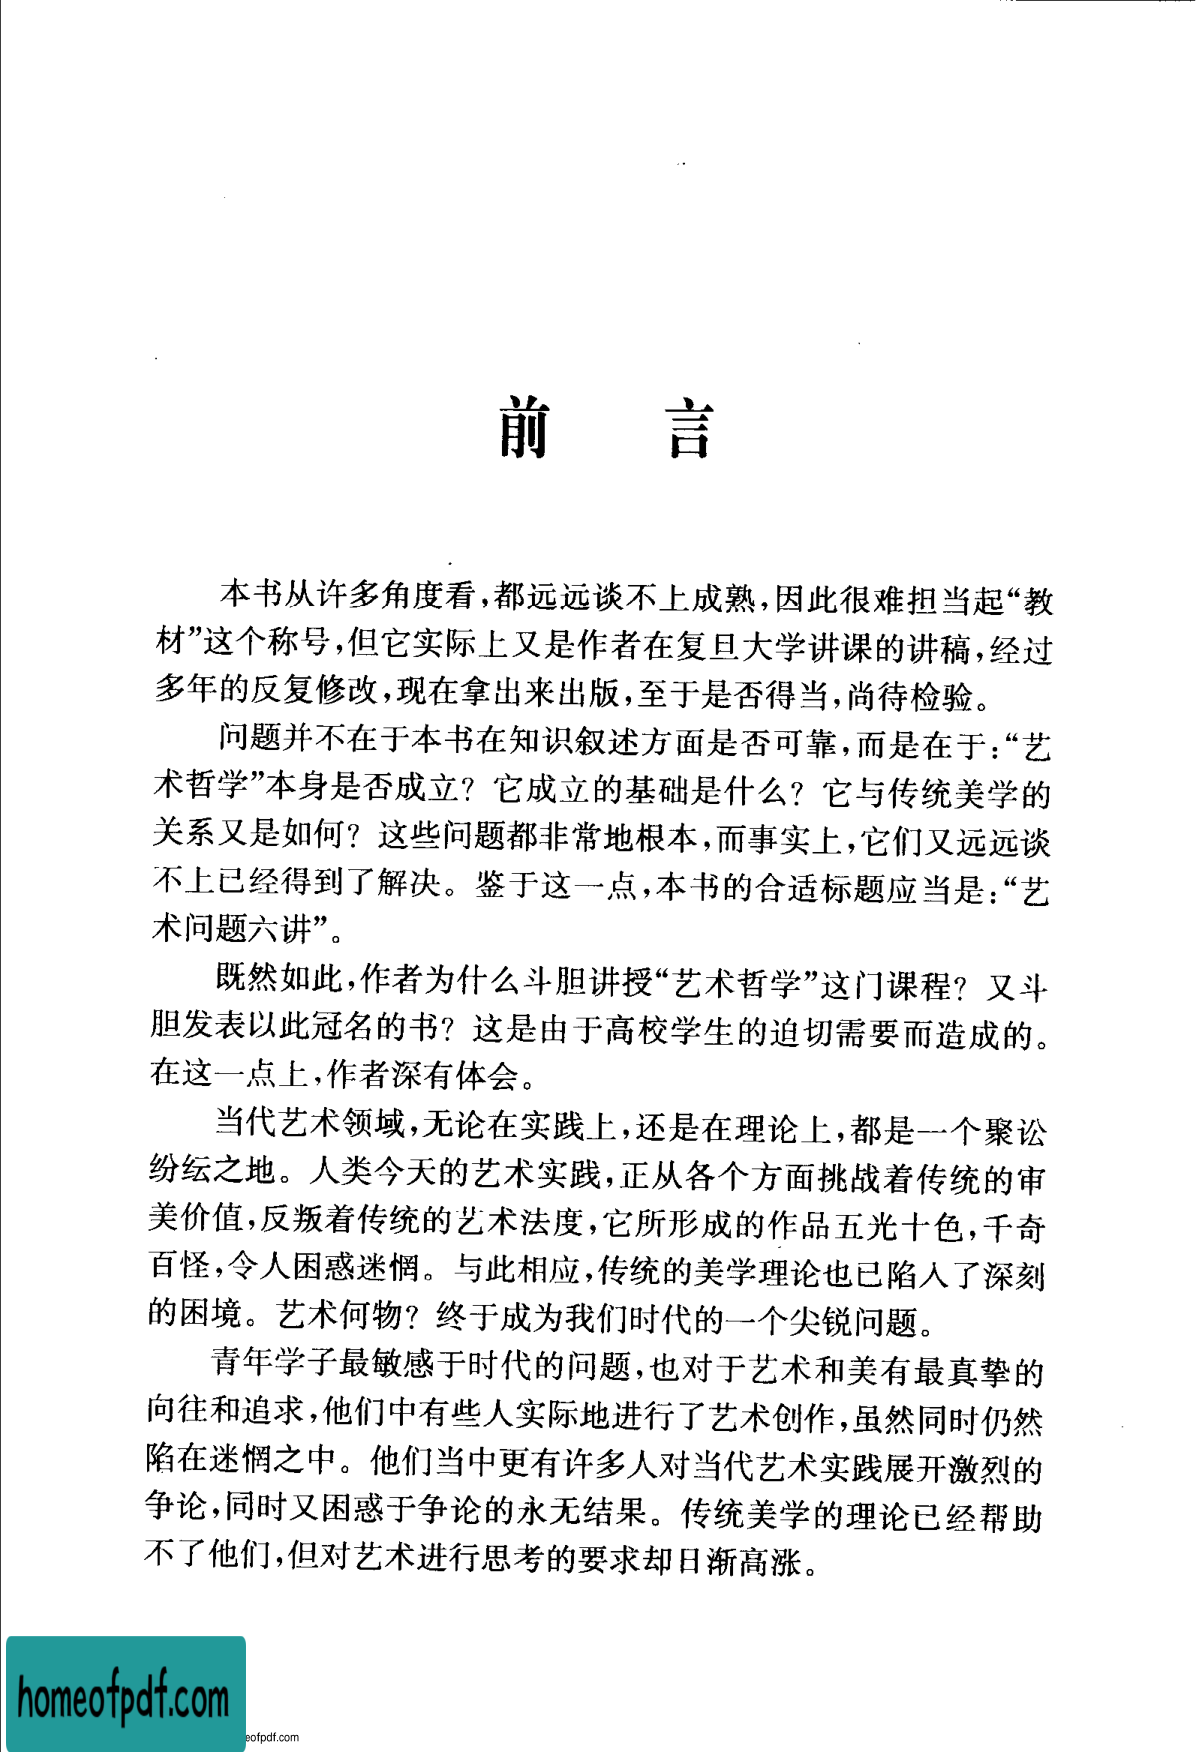 前 言
本书从许多角度看,都远远谈不上成熟,因此很难担当起“教
材”这个称号,但它实际上又是作者在复旦大学讲课的讲稿,经过
多年的反复修改,现在拿出来出版,至于是否得当,尚待检验。
问题并不在于本书在知识叙述方面是否可靠,而是在于:“艺
术哲学”本身是否成立? 它成立的基础是什么? 它与传统美学的
关系又是如何? 这些问题都非常地根本,而事实上,它们又远远谈
不上已经得到了解决。鉴于这一点,本书的合适标题应当是:“艺
术问题六讲”。
既然如此,作者为什么斗胆讲授“艺术哲学”这门课程? 又斗
胆发表以此冠名的书? 这是由于高校学生的迫切需要而造成的。
在这一点上,作者深有体会。
当代艺术领域,无论在实践上,还是在理论上,都是一个聚讼
纷纭之地。人类今天的艺术实践,正从各个方面挑战着传统的审
美价值,反叛着传统的艺术法度,它所形成的作品五光十色,千奇
百怪,令人困惑迷惘。与此相应,传统的美学理论也已陷入了深刻
的困境。艺术何物? 终于成为我们时代的一个尖锐问题。
青年学子最敏感于时代的问题,也对于艺术和美有最真挚的
向往和追求,他们中有些人实际地进行了艺术创作,虽然同时仍然
陷在迷惘之中。他们当中更有许多人对当代艺术实践展开激烈的
争论,同时又困惑于争论的永无结果。传统美学的理论已经帮助
不了他们,但对艺术进行思考的要求却日渐高涨。
homeofpdf.com
eofpdf.com